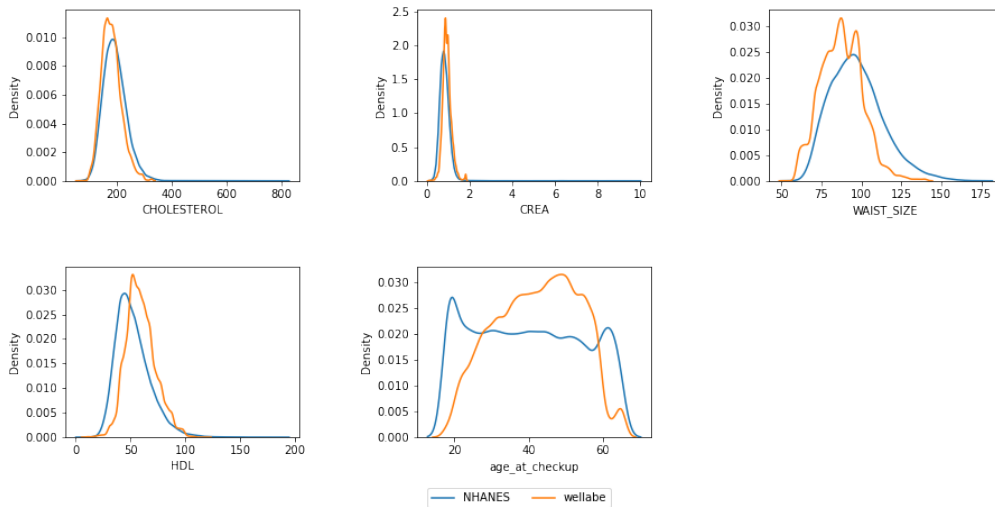 Density
0.010
0.008
0.006
0.004
0.002
0.000
200 400 600 800
CHOLESTEROL
Density
2.5
2.0
1.5
1.0
0.5
0.0
0 2 4 6 8 10
CREA
Density
0.035
0.030
0.025
0.020
0.015
0.010
0.005
0.000
50 75 100 125 150 175
WAIST_SIZE
Density
0.030
0.025
0.020
0.015
0.010
0.005
0.000
0 50 100 150 200
HDL
Density
0.030
0.025
0.020
0.015
0.010
0.005
0.000
20 40 60
age_at_checkup
NHANES wellabe